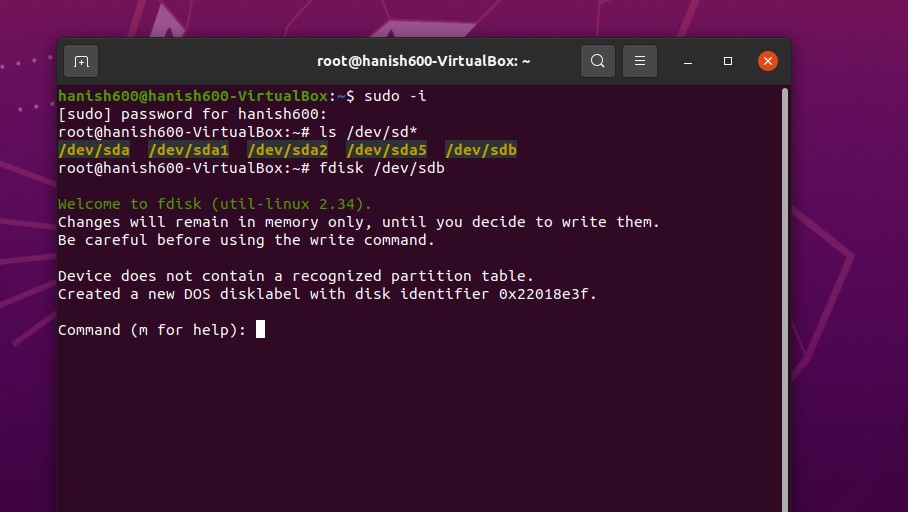 root@hanish600-VirtualBox: ~
hanish600@hanish600-VirtualBox:~$ sudo -i
[sudo] password for hanish600:
root@hanish600-VirtualBox:~# ls /dev/sd*
/dev/sda  /dev/sda1  /dev/sda2  /dev/sda5  /dev/sdb
root@hanish600-VirtualBox:~# fdisk /dev/sdb
Welcome to fdisk (util-linux 2.34).
Changes will remain in memory only, until you decide to write them.
Be careful before using the write command.
Device does not contain a recognized partition table.
Created a new DOS disklabel with disk identifier 0x22018e3f.
Command (m for help):